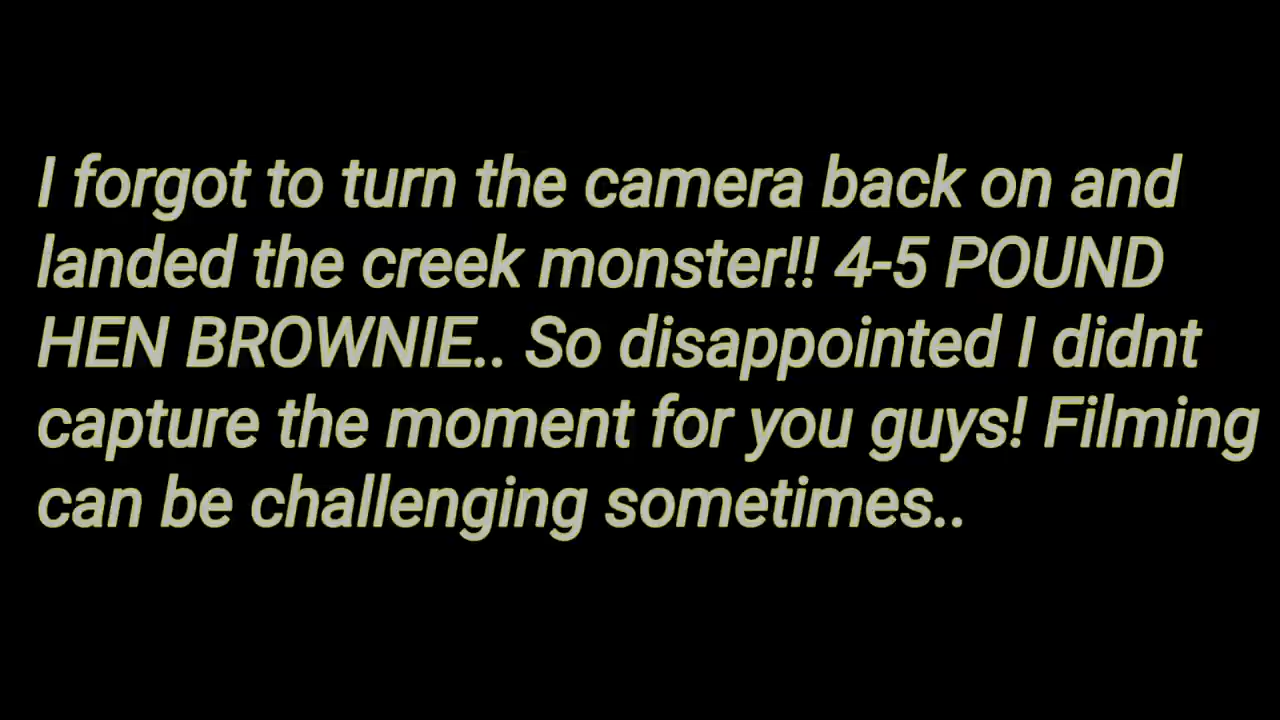 I forgot to turn the camera back on and
landed the creek monster!! 4-5 POUND
HEN BROWNIE.. So disappointed I didnt
capture the moment for you guys! Filming
can be challenging sometimes..